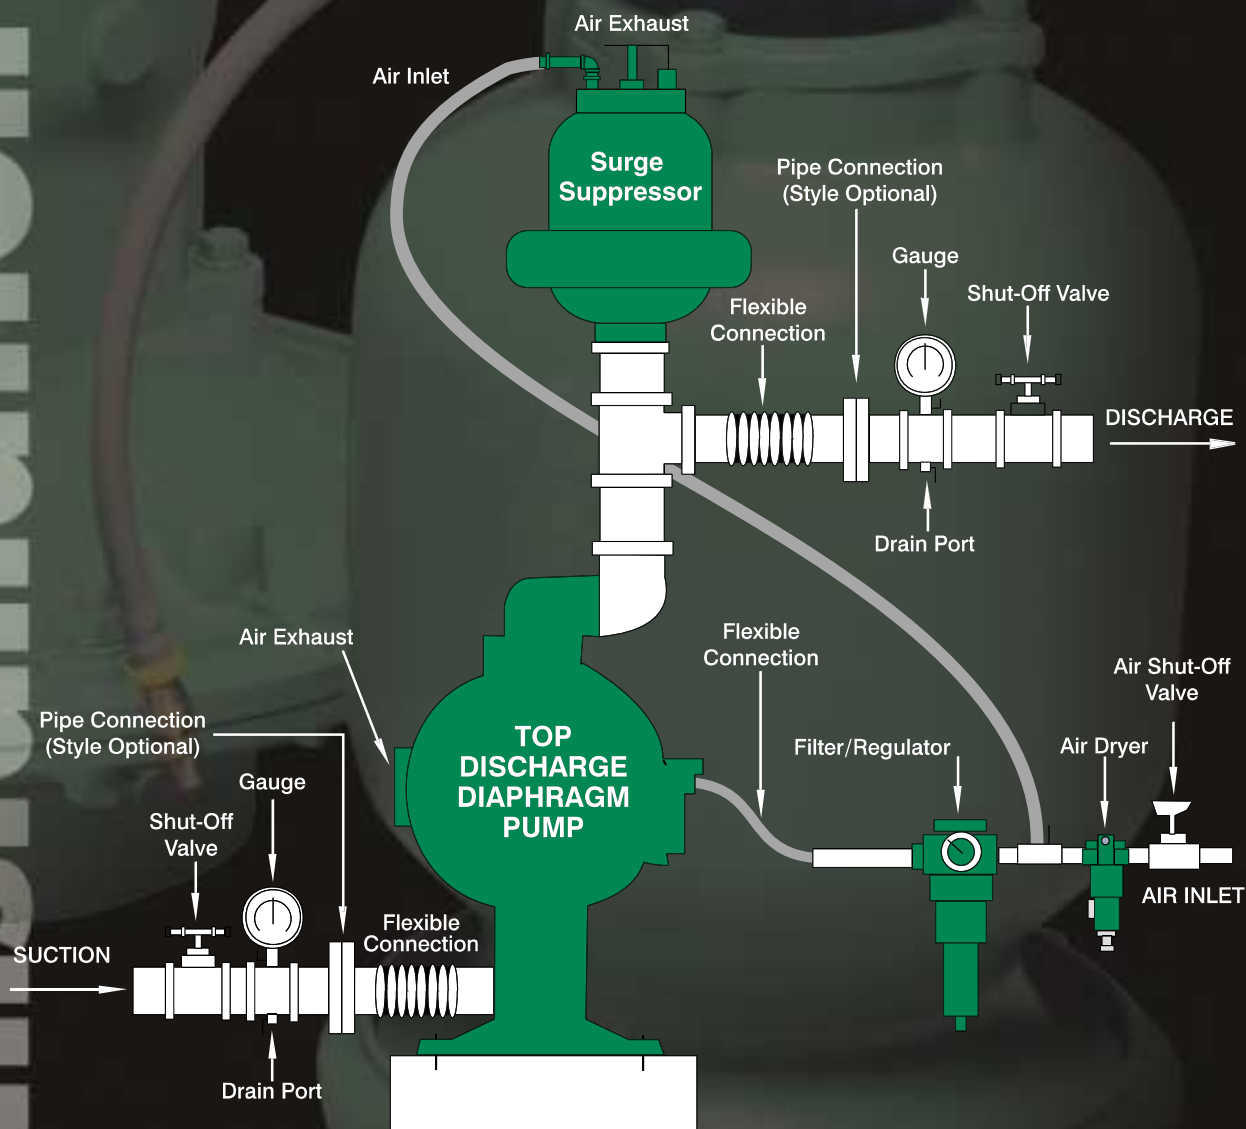 Air Exhaust
Air Inlet
Surge
Suppressor
Pipe Connection
(Style Optional)
Gauge
Shut-Off Valve
Flexible
Connection
DISCHARGE
Drain Port
Air Exhaust
Flexible
Connection
Air Shut-Off
Valve
Pipe Connection
(Style Optional)
TOP
DISCHARGE
DIAPHRAGM
PUMP
Filter/Regulator
Air Dryer
Gauge
Shut-Off
Valve
AIR INLET
Flexible
Connection
SUCTION
Drain Port